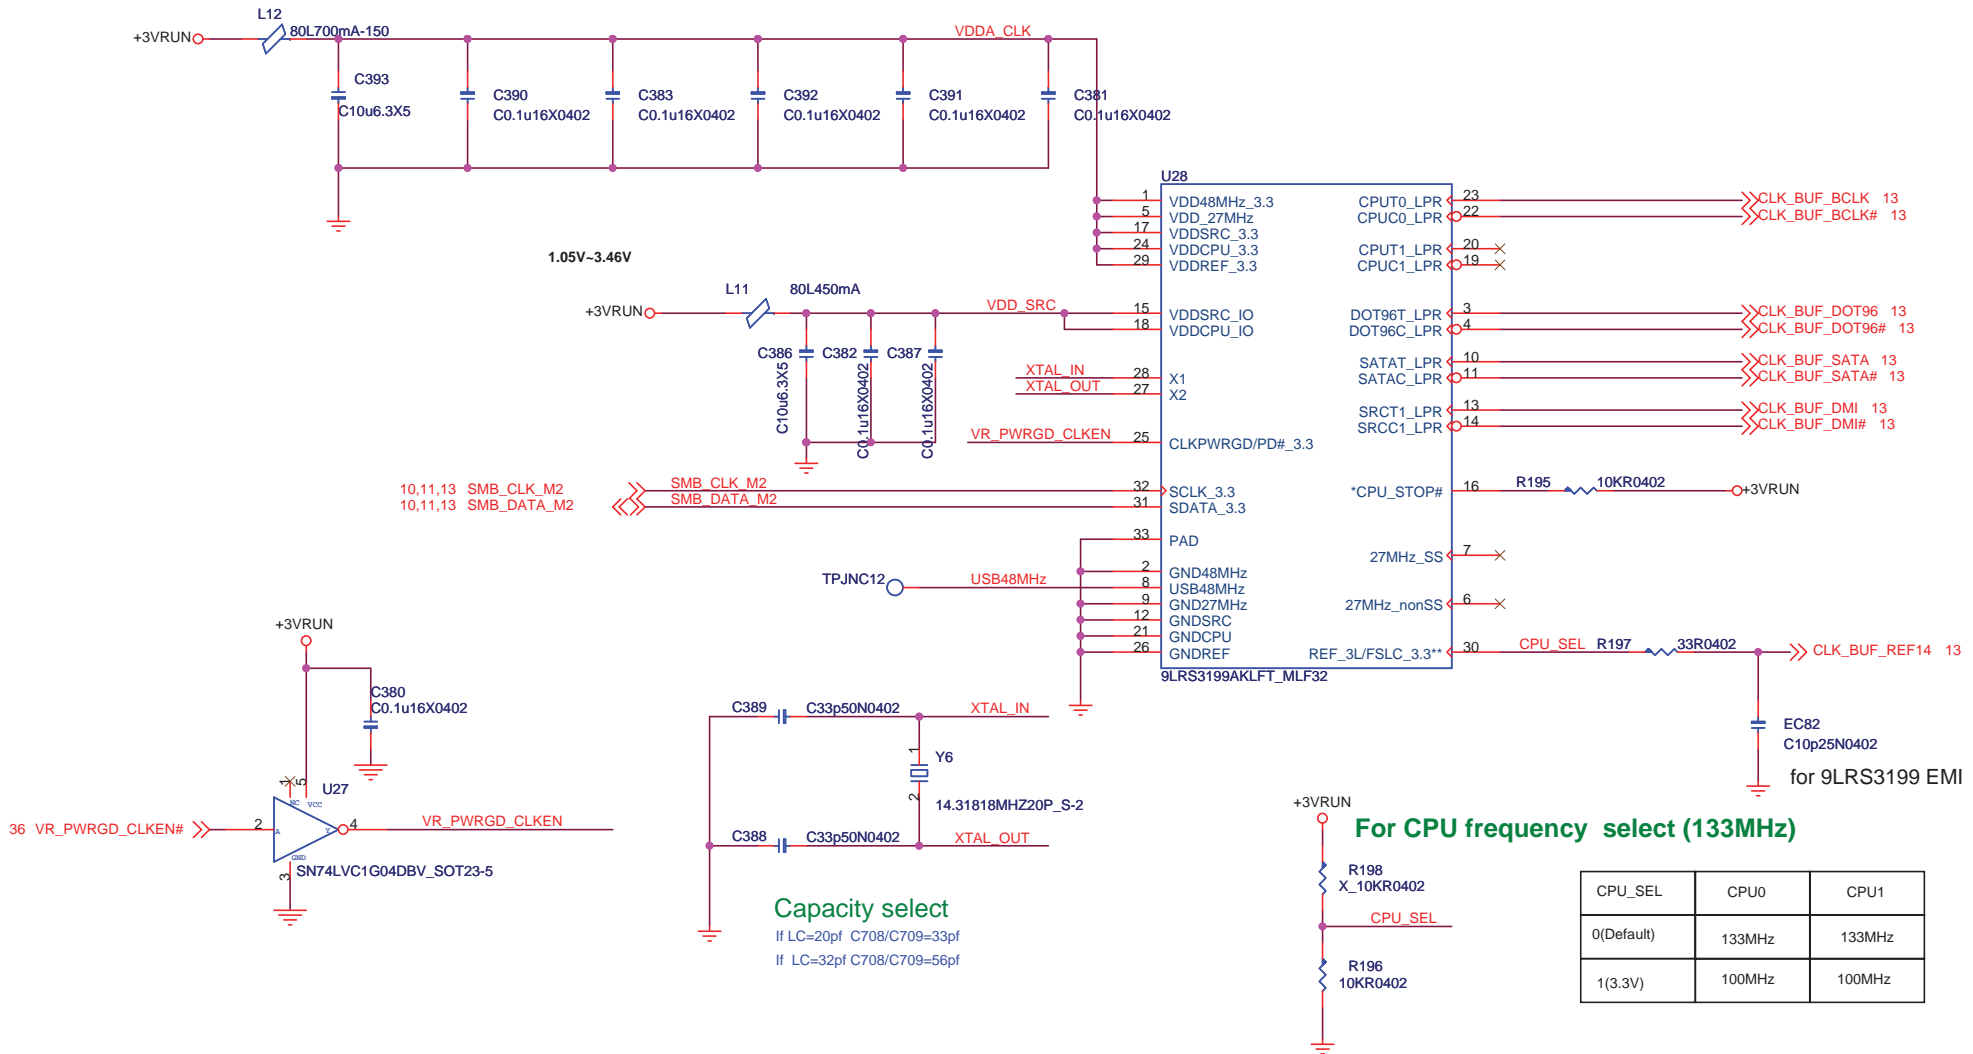 L12
80L700mA-150
+3VRUN
VDDA_CLK
C393
C10u6.3X5
C390
C0.1u16X0402
C383
C0.1u16X0402
C392
C0.1u16X0402
C391
C0.1u16X0402
C381
C0.1u16X0402
1.05V~3.46V
L11
80L450mA
+3VRUN
VDD_SRC
C386
C10u6.3X5
C382
C0.1u16X0402
C387
C0.1u16X0402
XTAL_IN
XTAL_OUT
VR_PWRGD_CLKEN
10,11,13 SMB_CLK_M2
SMB_CLK_M2
10,11,13 SMB_DATA_M2
SMB_DATA_M2
TPJNC12
USB48MHz
U28
1 VDD48MHz_3.3
5 VDD_27MHz
17 VDDSRC_3.3
24 VDDCPU_3.3
29 VDDREF_3.3
15 VDDSRC_IO
18 VDDCPU_IO
28 X1
27 X2
25 CLKPWRGD/PD#_3.3
32 SCLK_3.3
31 SDATA_3.3
33 PAD
2 GND48MHz
8 USB48MHz
9 GND27MHz
12 GNDSRC
21 GNDCPU
26 GNDREF
9LRS3199AKLFT_MLF32
CPUT0_LPR 23 CLK_BUF_BCLK 13
CPUC0_LPR 22 CLK_BUF_BCLK# 13
CPUT1_LPR 20
CPUC1_LPR 19
DOT96T_LPR 3 CLK_BUF_DOT96 13
DOT96C_LPR 4 CLK_BUF_DOT96# 13
SATAT_LPR 10 CLK_BUF_SATA 13
SATAC_LPR 11 CLK_BUF_SATA# 13
SRCT1_LPR 13 CLK_BUF_DMI 13
SRCC1_LPR 14 CLK_BUF_DMI# 13
*CPU_STOP# 16 R195 10KR0402 +3VRUN
27MHz_SS 7
27MHz_nonSS 6
REF_3L/FSLC_3.3** 30 CPU_SEL R197 33R0402 CLK_BUF_REF14 13
EC82
C10p25N0402
for 9LRS3199 EMI
+3VRUN
C380
C0.1u16X0402
1 5
U27
NC VCC
36 VR_PWRGD_CLKEN# 2 A Y 4 VR_PWRGD_CLKEN
GND
3
SN74LVC1G04DBV_SOT23-5
C389 C33p50N0402 XTAL_IN
1
Y6
2
14.31818MHZ20P_S-2
C388 C33p50N0402 XTAL_OUT
Capacity select
If LC=20pf C708/C709=33pf
If LC=32pf C708/C709=56pf
+3VRUN
For CPU frequency select (133MHz)
R198
X_10KR0402
CPU_SEL
R196
10KR0402
CPU_SEL CPU0 CPU1
0(Default) 133MHz 133MHz
1(3.3V) 100MHz 100MHz